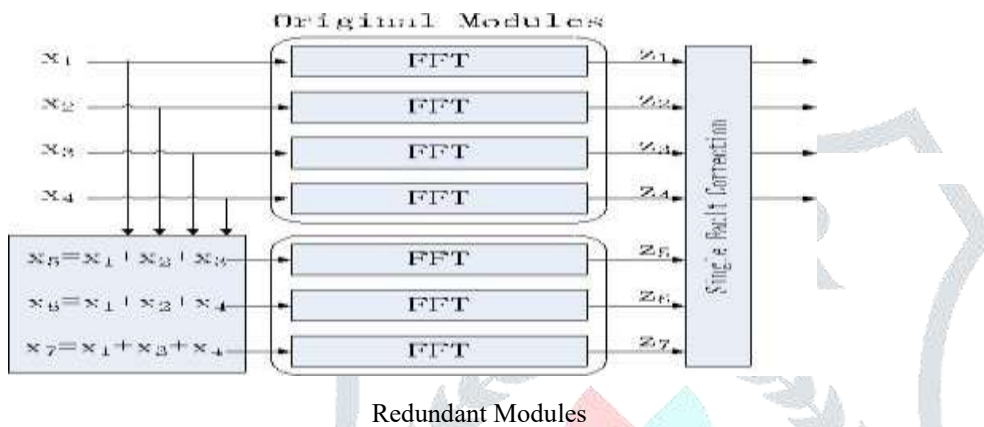 Original Modules
x₁ FFT z₁
x₂ FFT z₂
x₃ FFT z₃
x₄ FFT z₄
x₅=x₁+x₂+x₃ FFT z₅
x₆=x₁+x₂+x₄ FFT z₆
x₇=x₁+x₃+x₄ FFT z₇
Single Fault Correction
Redundant Modules